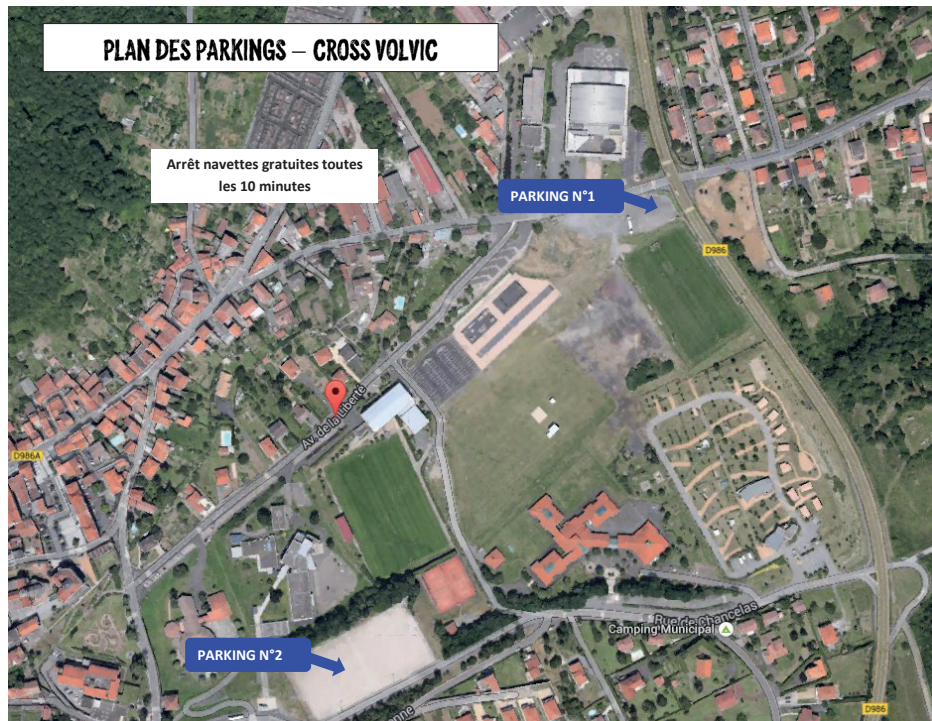 PLAN DES PARKINGS – CROSS VOLVIC
Arrêt navettes gratuites toutes
les 10 minutes
PARKING N°1
D986
Av. de la Liberté
D986A
Rue de Chancelas
Camping Municipal
PARKING N°2
D986